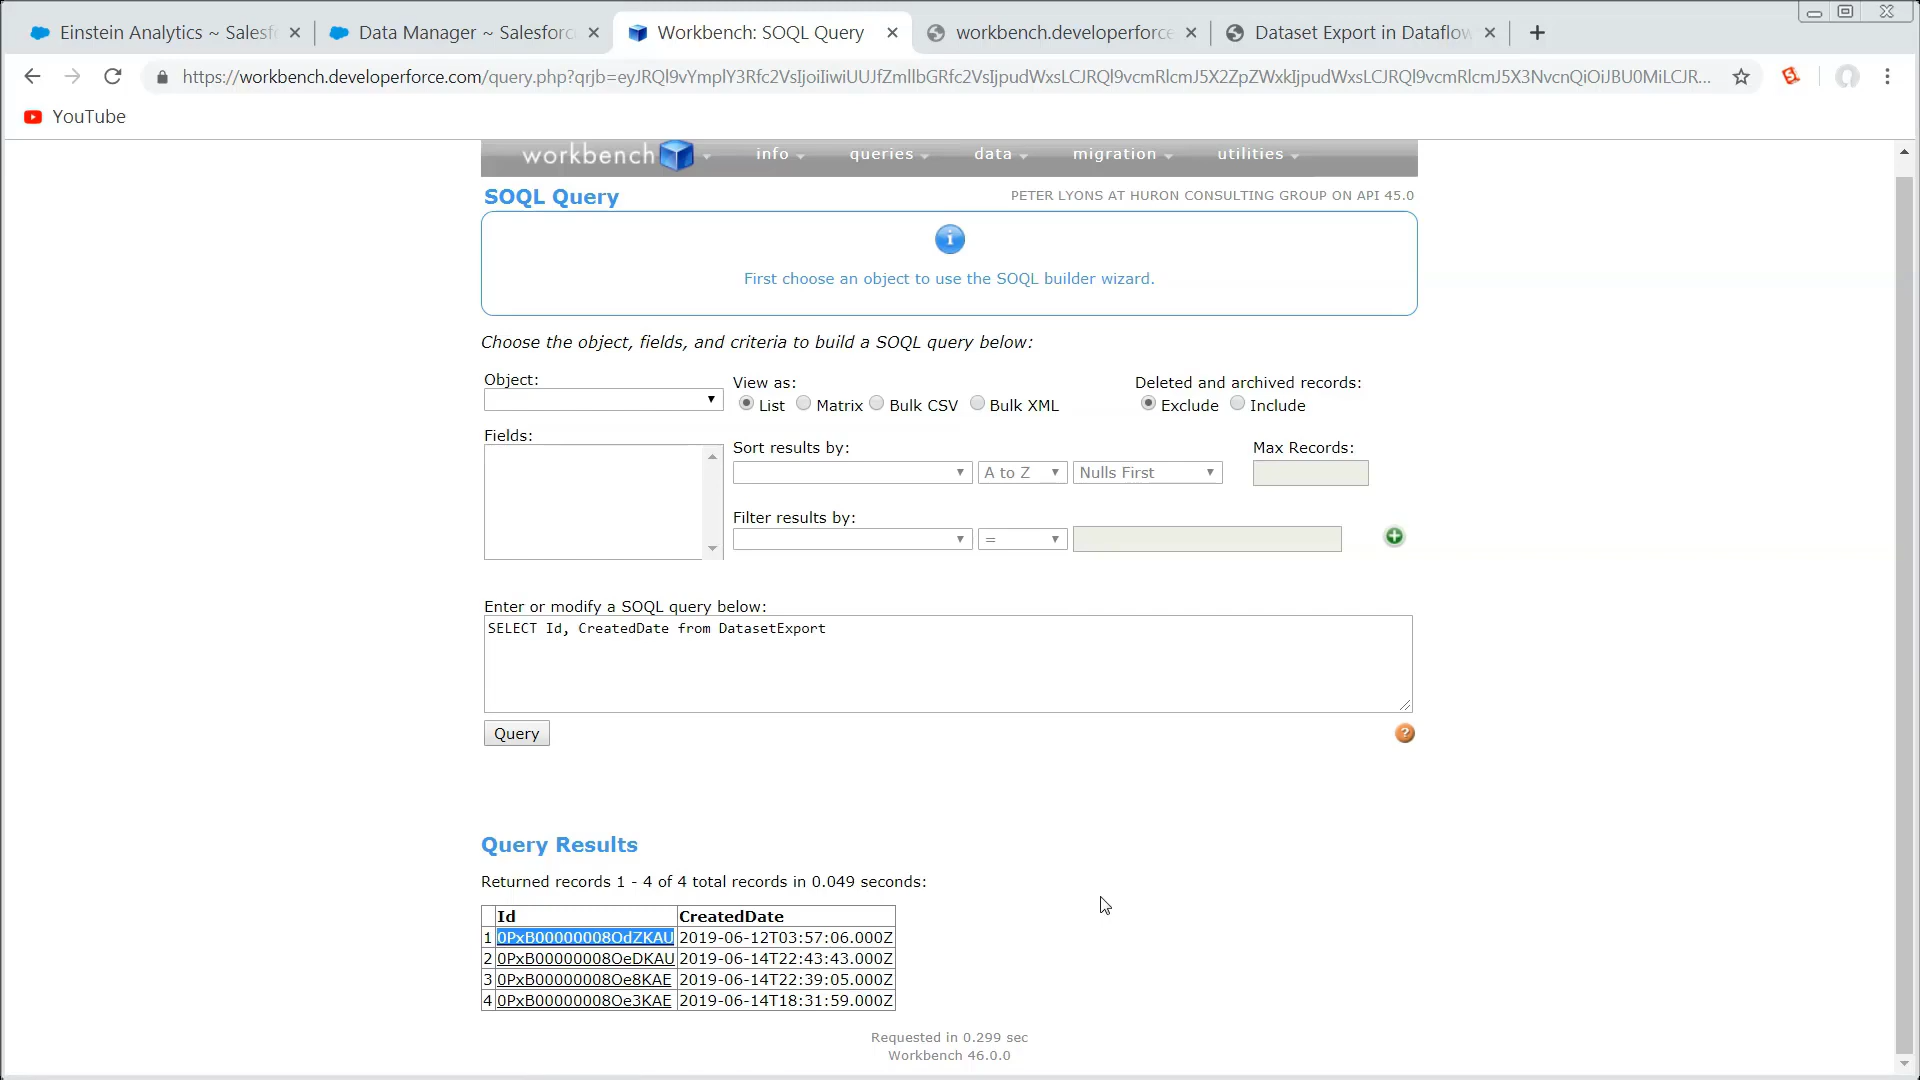 Einstein Analytics ~ Salesf
Data Manager ~ Salesforc
Workbench: SOQL Query
workbench.developerforce
Dataset Export in Dataflow
https://workbench.developerforce.com/query.php?qrjb=eyJRQl9vYmplY3Rfc2VsIjoiIiwiUUJfZmllbGRfc2VsIjpudWxsLCJRQl9vcmRlcmJ5X2ZpZWxkIjpudWxsLCJRQl9vcmRlcmJ5X3NvcnQiOiJBU0MiLCJR...
YouTube
workbench
info
queries
data
migration
utilities
SOQL Query
PETER LYONS AT HURON CONSULTING GROUP ON API 45.0
First choose an object to use the SOQL builder wizard.
Choose the object, fields, and criteria to build a SOQL query below:
Object:
View as:
List Matrix Bulk CSV Bulk XML
Deleted and archived records:
Exclude Include
Fields:
Sort results by:
Max Records:
A to Z
Nulls First
Filter results by:
=
Enter or modify a SOQL query below:
SELECT Id, CreatedDate from DatasetExport
Query
?
Query Results
Returned records 1 - 4 of 4 total records in 0.049 seconds:
Id CreatedDate
1 0PxB00000008OdZKAU 2019-06-12T03:57:06.000Z
2 0PxB00000008OeDKAU 2019-06-14T22:43:43.000Z
3 0PxB00000008Oe8KAE 2019-06-14T22:39:05.000Z
4 0PxB00000008Oe3KAE 2019-06-14T18:31:59.000Z
Requested in 0.299 sec
Workbench 46.0.0